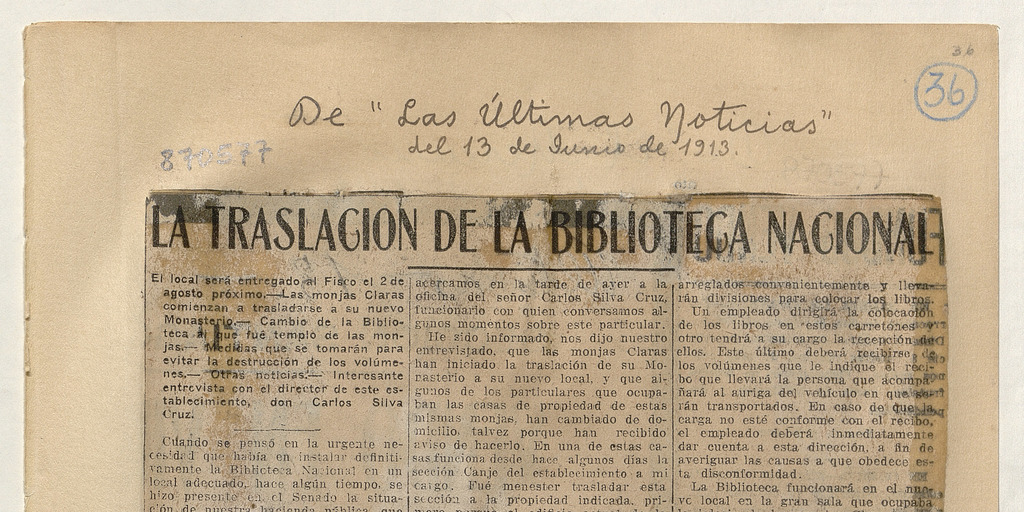 36
36
De "Las Últimas Noticias"
del 13 de Junio de 1913.
870577
LA TRASLACION DE LA BIBLIOTECA NACIONAL
El local será entregado al Fisco el 2 de
agosto próximo.—Las monjas Claras
comienzan a trasladarse a su nuevo
Monasterio.— Cambio de la Biblio-
teca al que fué templo de las mon-
jas.— Medidas que se tomarán para
evitar la destrucción de los volúme-
nes.— Otras noticias.— Interesante
entrevista con el director de este es-
tablecimiento, don Carlos Silva
Cruz.
Cuando se pensó en la urgente ne-
cesidad que había en instalar definiti-
vamente la Biblioteca Nacional en un
local adecuado, hace algún tiempo, se
hizo presente en el Senado la situa-
ción de nuestra hacienda pública, que
acercamos en la tarde de ayer a la
oficina del señor Carlos Silva Cruz,
funcionario con quien conversamos al-
gunos momentos sobre este particular.
He sido informado, nos dijo nuestro
entrevistado, que las monjas Claras
han iniciado la traslación de su Mo-
nasterio a su nuevo local, y que al-
gunos de los particulares que ocupa-
ban las casas de propiedad de estas
mismas monjas, han cambiado de do-
micilio, talvez porque han recibido
aviso de hacerlo. En una de estas ca-
sas funciona desde hace algunos días la
sección Canje del establecimiento a mi
cargo. Fué menester trasladar esta
sección a la propiedad indicada, pri-
arreglados convenientemente y lleva-
rán divisiones para colocar los libros.
Un empleado dirigirá la colocación
de los libros en estos carretones y
otro tendrá a su cargo la recepción de
ellos. Este último deberá recibirse de
los volúmenes que le indique el reci-
bo que llevará la persona que acompa-
ñará al auriga del vehículo en que se-
rán transportados. En caso de que la
carga no esté conforme con el recibo,
el empleado deberá inmediatamente
dar cuenta a esta dirección, a fin de
averiguar las causas a que obedece es-
ta disconformidad.
La Biblioteca funcionará en el nue-
vo local en la gran sala que ocupaba